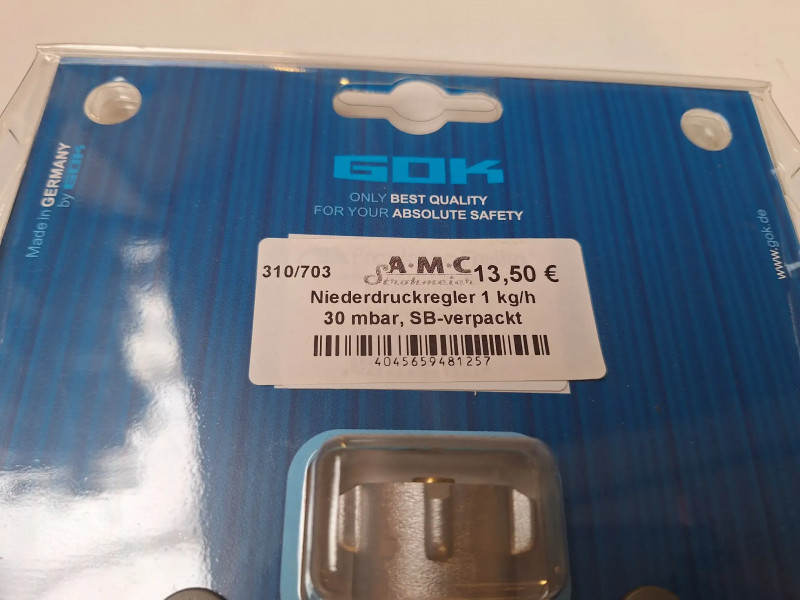 Made in GERMANY
by GOK
GOK
ONLY BEST QUALITY
FOR YOUR ABSOLUTE SAFETY
www.gok.de
310/703 A·M·C 13,50 €
Strohmeier
Niederdruckregler 1 kg/h
30 mbar, SB-verpackt
4045659481257